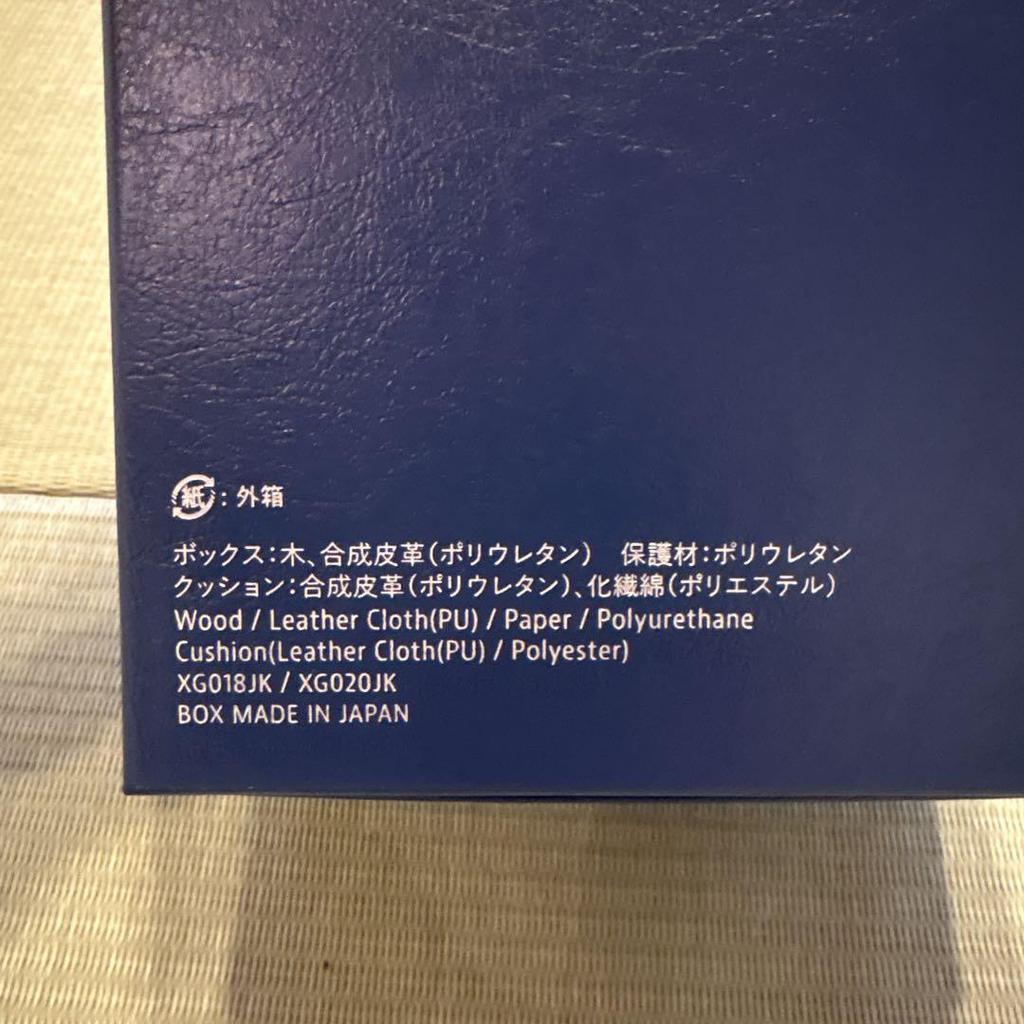 紙：外箱
ボックス：木、合成皮革（ポリウレタン）　保護材：ポリウレタン
クッション：合成皮革（ポリウレタン）、化繊綿（ポリエステル）
Wood / Leather Cloth(PU) / Paper / Polyurethane
Cushion(Leather Cloth(PU) / Polyester)
XG018JK / XG020JK
BOX MADE IN JAPAN